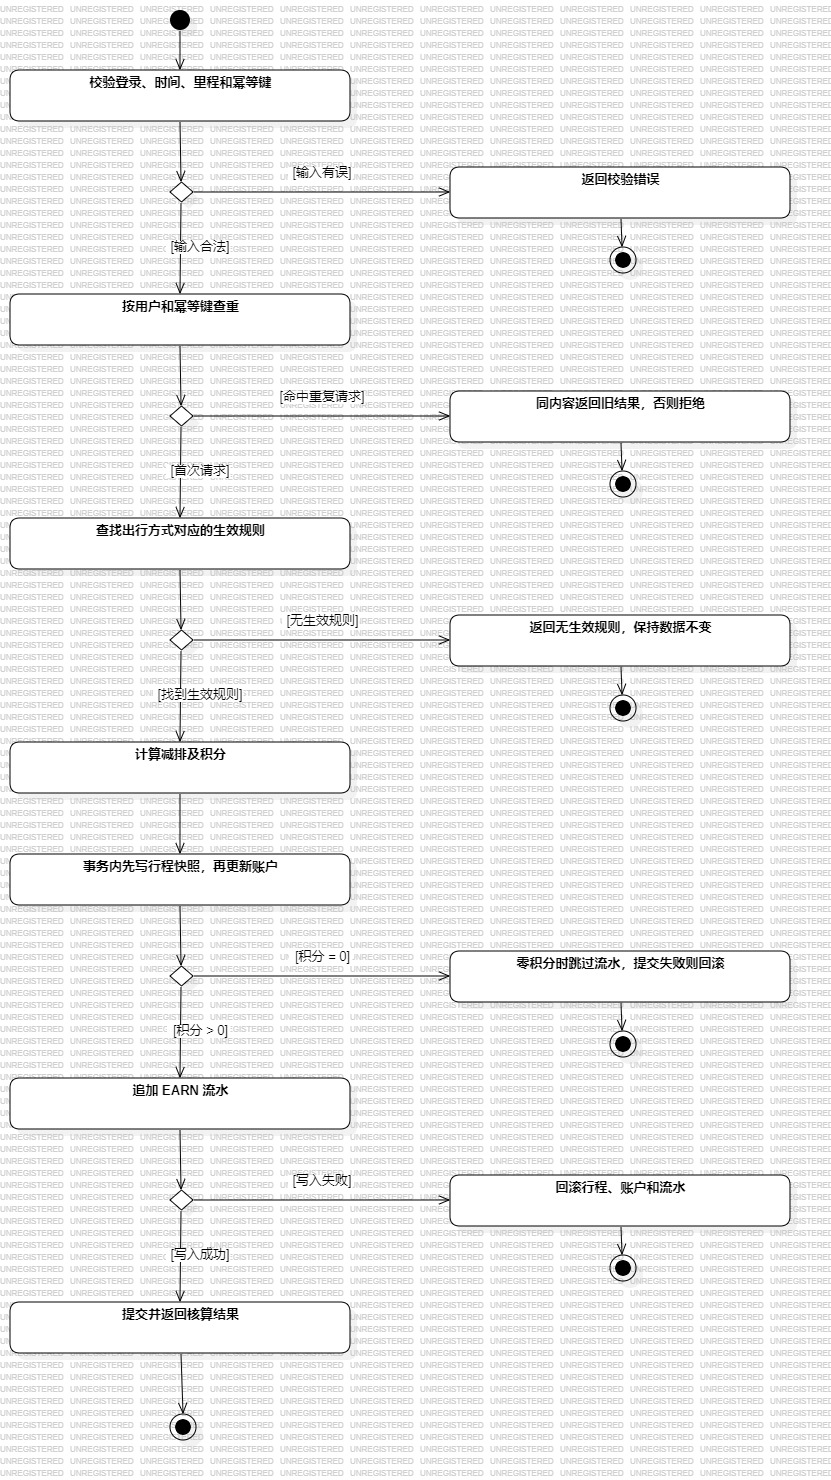 校验登录、时间、里程和幂等键
[输入有误]
返回校验错误
[输入合法]
按用户和幂等键查重
[命中重复请求]
同内容返回旧结果，否则拒绝
[首次请求]
查找出行方式对应的生效规则
[无生效规则]
返回无生效规则，保持数据不变
[找到生效规则]
计算减排及积分
事务内先写行程快照，再更新账户
[积分 = 0]
零积分时跳过流水，提交失败则回滚
[积分 > 0]
追加 EARN 流水
[写入失败]
回滚行程、账户和流水
[写入成功]
提交并返回核算结果
UNREGISTERED